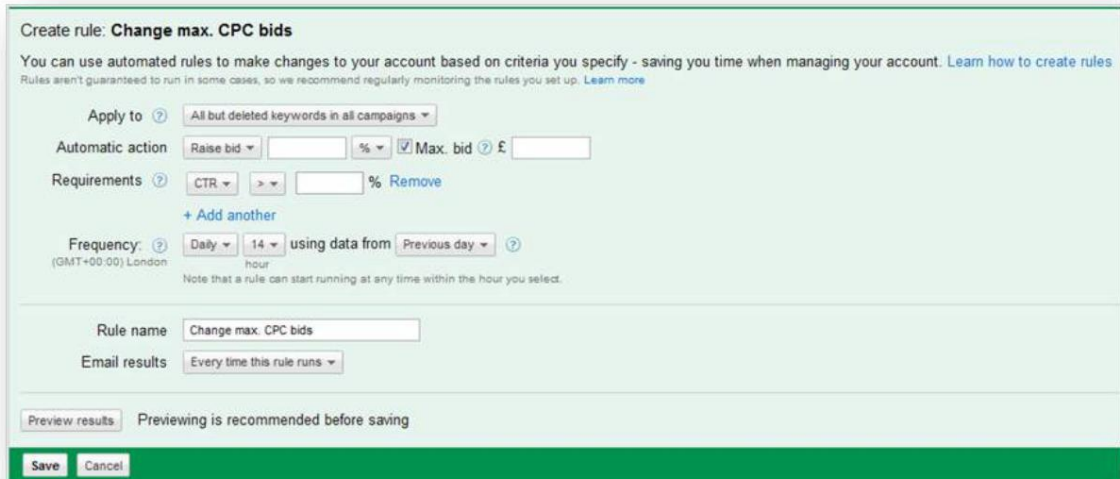 Create rule: Change max. CPC bids
You can use automated rules to make changes to your account based on criteria you specify - saving you time when managing your account. Learn how to create rules
Rules aren't guaranteed to run in some cases, so we recommend regularly monitoring the rules you set up. Learn more
Apply to ? All but deleted keywords in all campaigns
Automatic action Raise bid % Max. bid ? £
Requirements ? CTR > % Remove
+ Add another
Frequency: ? Daily 14 using data from Previous day ?
(GMT+00:00) London hour
Note that a rule can start running at any time within the hour you select.
Rule name Change max. CPC bids
Email results Every time this rule runs
Preview results Previewing is recommended before saving
Save Cancel